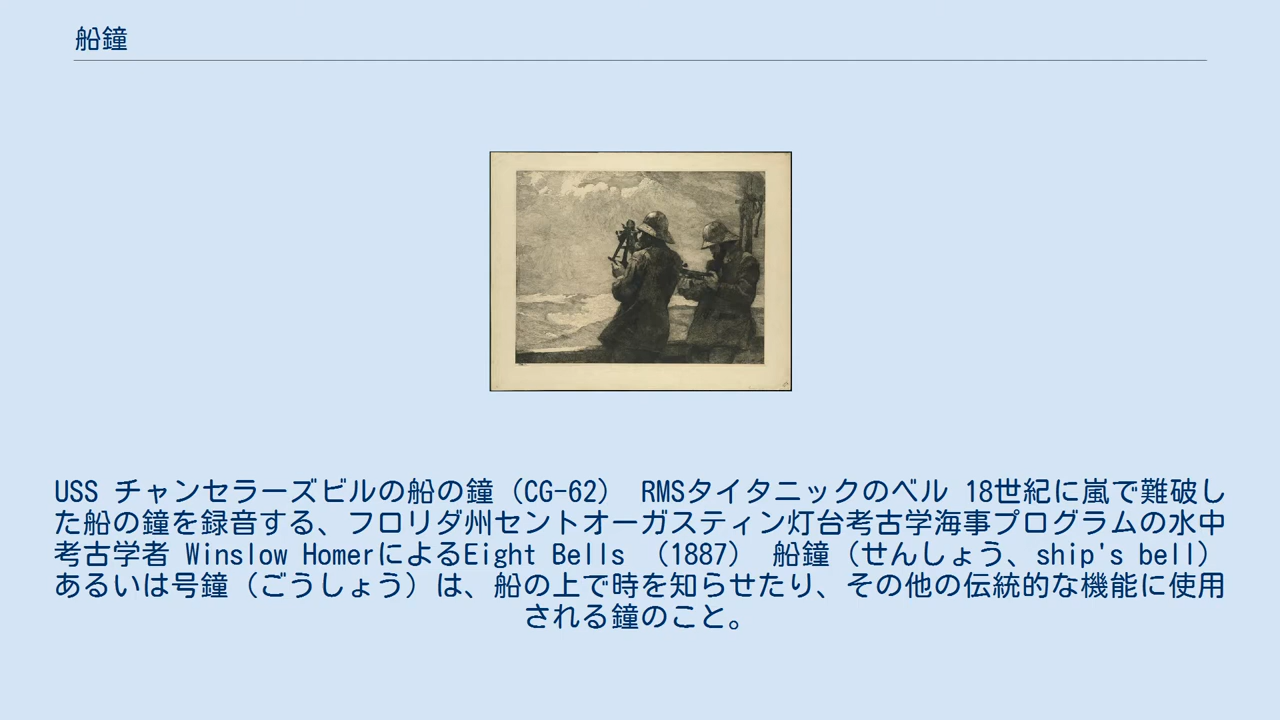 船鐘
USS チャンセラーズビルの船の鐘（CG-62） RMSタイタニックのベル 18世紀に嵐で難破し
た船の鐘を録音する、フロリダ州セントオーガスティン灯台考古学海事プログラムの水中
考古学者 Winslow HomerによるEight Bells （1887） 船鐘（せんしょう、ship's bell）
あるいは号鐘（ごうしょう）は、船の上で時を知らせたり、その他の伝統的な機能に使用
される鐘のこと。